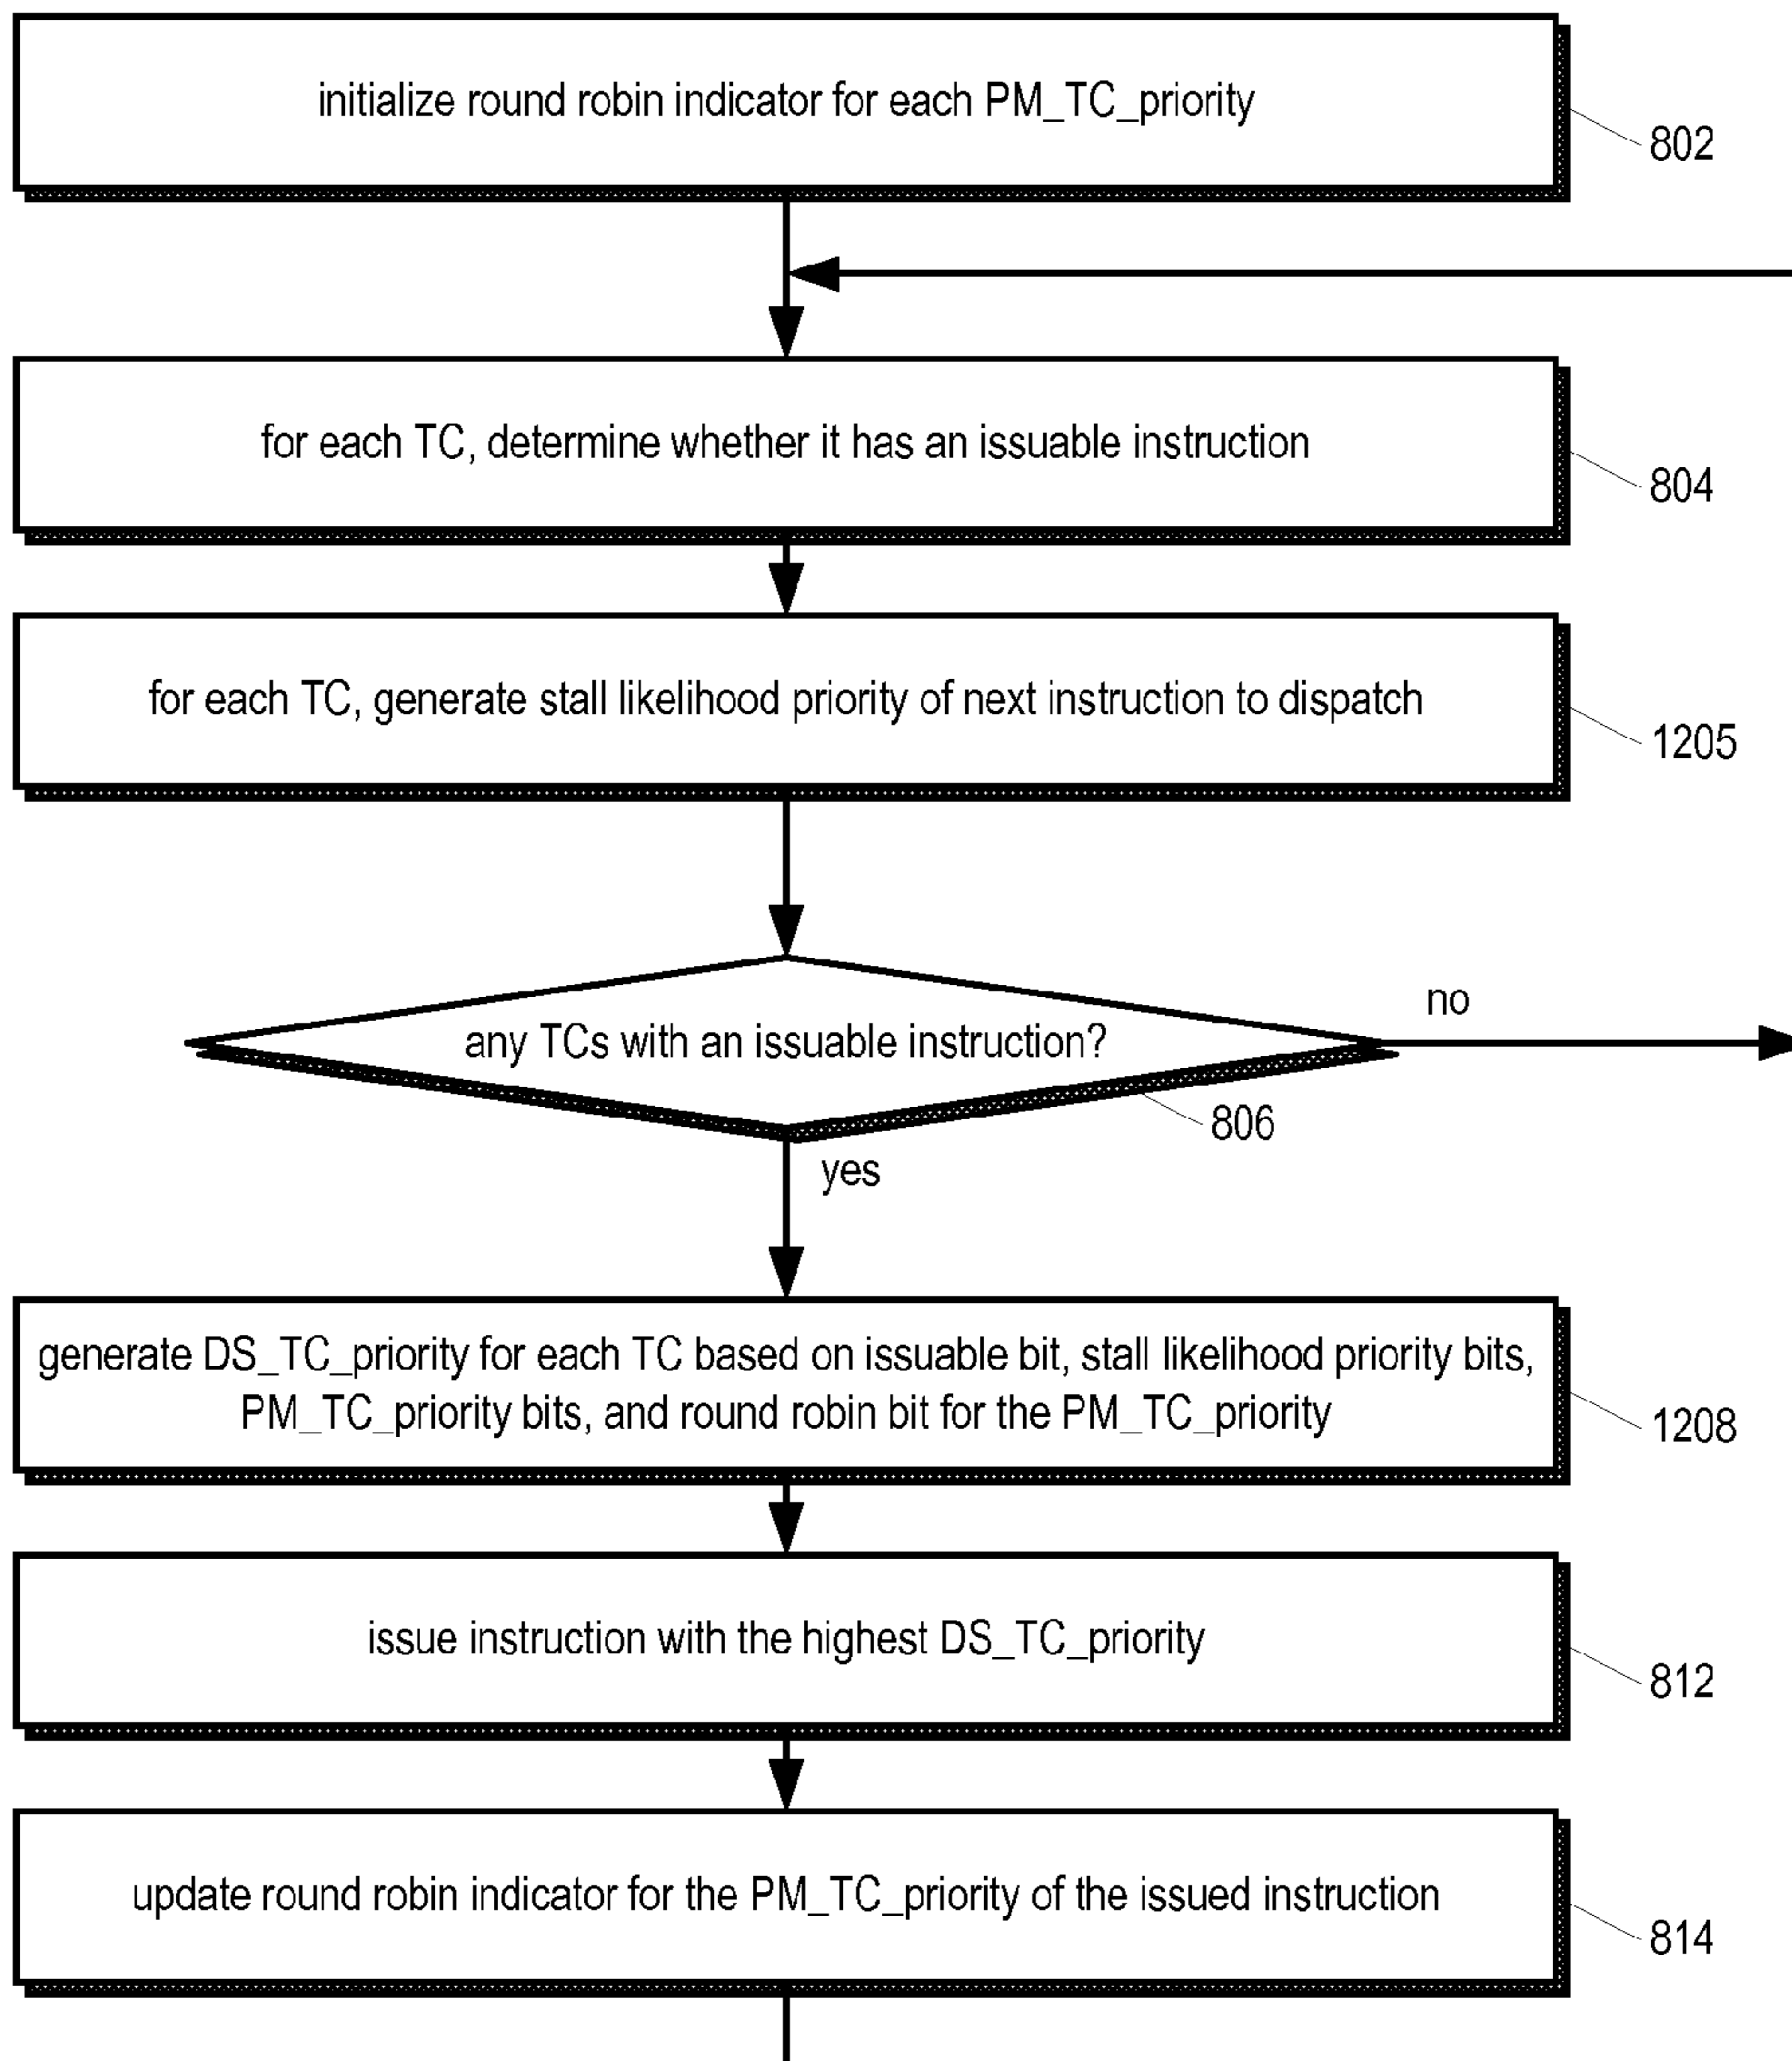 initialize round robin indicator for each PM_TC_priority
802
for each TC, determine whether it has an issuable instruction
804
for each TC, generate stall likelihood priority of next instruction to dispatch
1205
no
any TCs with an issuable instruction?
806
yes
generate DS_TC_priority for each TC based on issuable bit, stall likelihood priority bits,
PM_TC_priority bits, and round robin bit for the PM_TC_priority
1208
issue instruction with the highest DS_TC_priority
812
update round robin indicator for the PM_TC_priority of the issued instruction
814